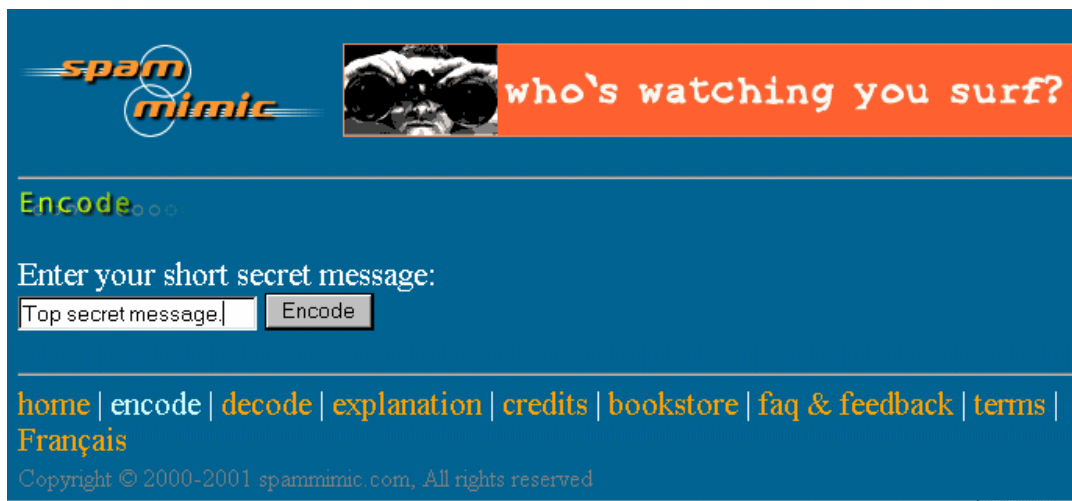 spam
mimic
who's watching you surf?
Encode
Enter your short secret message:
Top secret message.
Encode
home | encode | decode | explanation | credits | bookstore | faq & feedback | terms |
Français
Copyright © 2000-2001 spammimic.com, All rights reserved